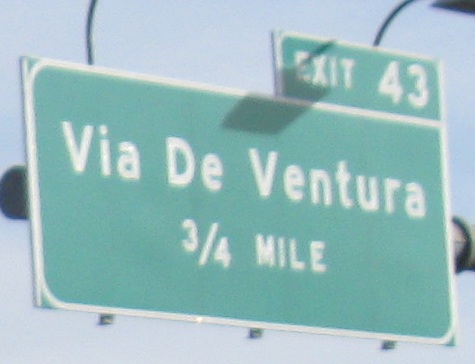 EXIT 43
Via De Ventura
3/4 MILE